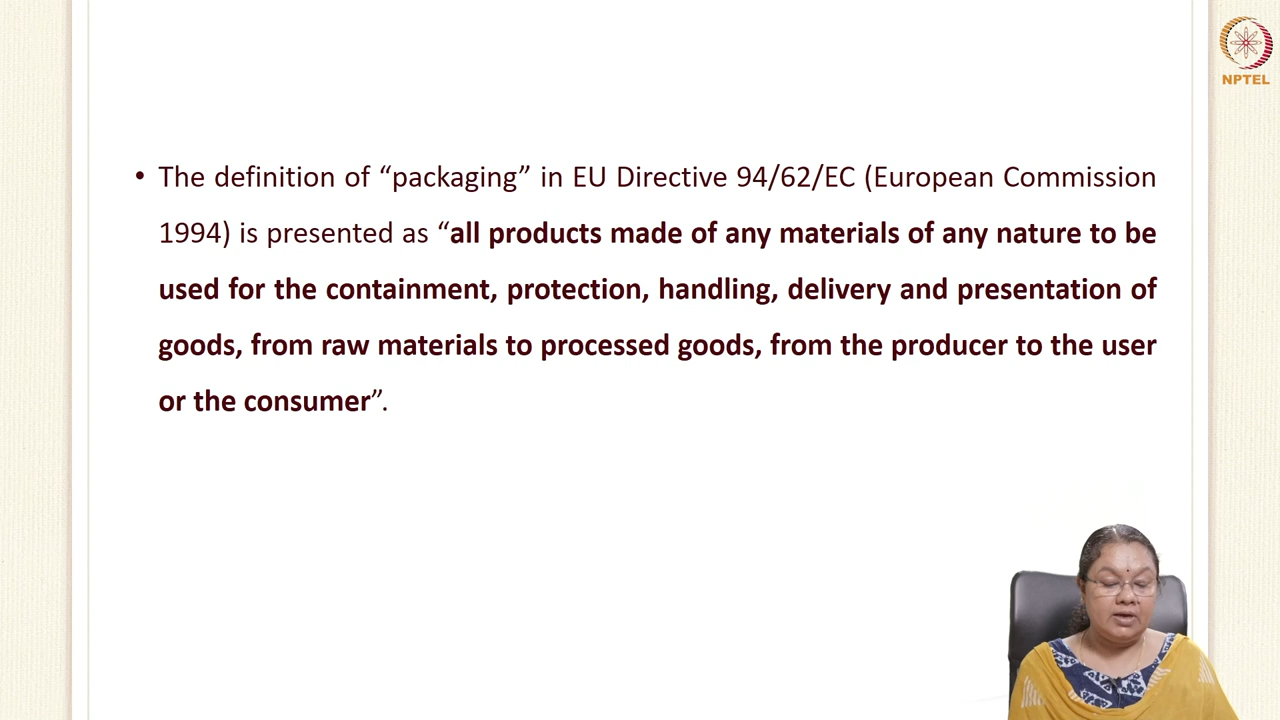 NPTEL
• The definition of “packaging” in EU Directive 94/62/EC (European Commission
1994) is presented as “all products made of any materials of any nature to be
used for the containment, protection, handling, delivery and presentation of
goods, from raw materials to processed goods, from the producer to the user
or the consumer”.